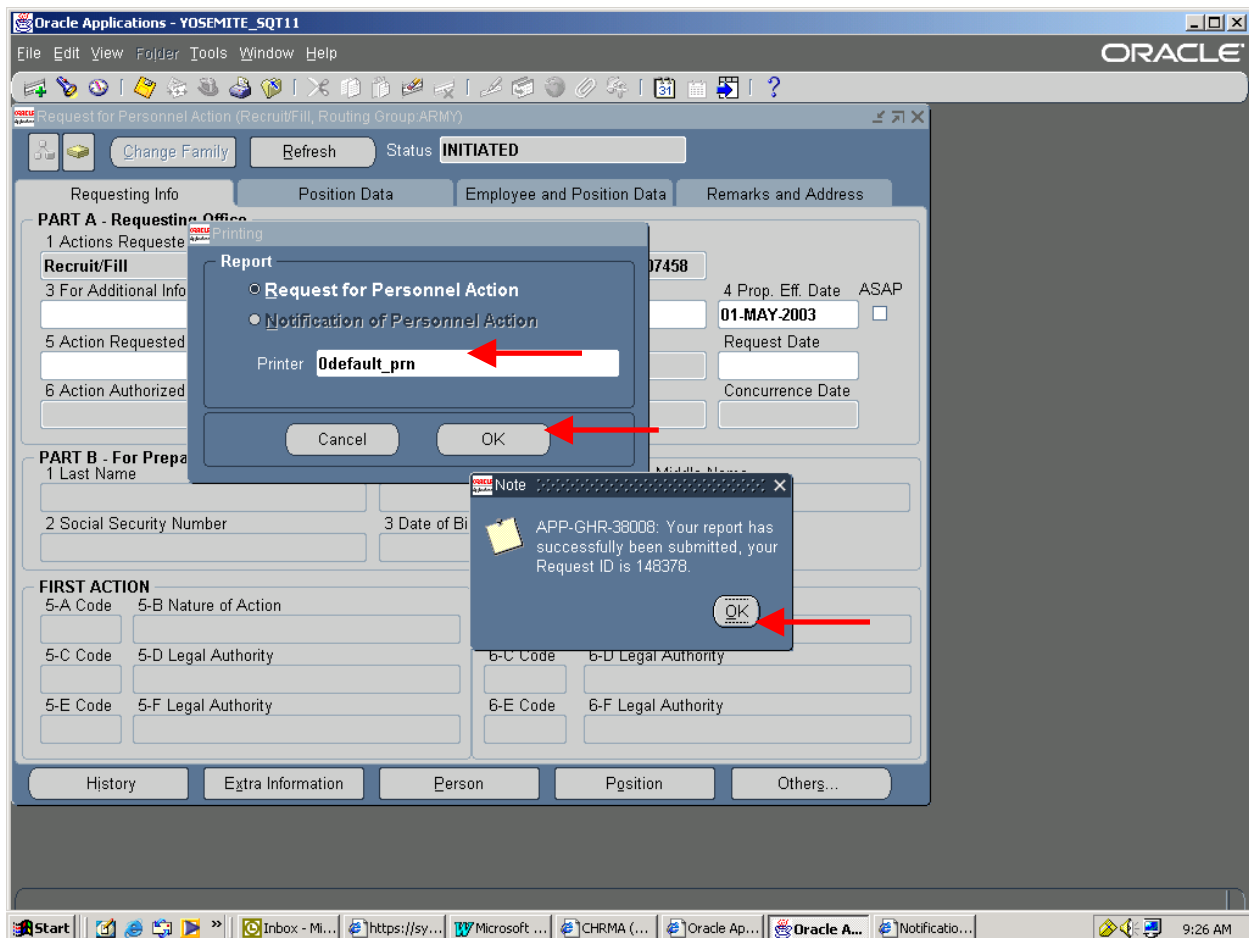 Oracle Applications - YOSEMITE_SQT11
File Edit View Folder Tools Window Help
ORACLE
31
?
Request for Personnel Action (Recruit/Fill, Routing Group:ARMY)
Change Family Refresh Status INITIATED
Requesting Info Position Data Employee and Position Data Remarks and Address
PART A - Requesting Office
1 Actions Requeste
Printing
Recruit/Fill
Report
07458
3 For Additional Info
Request for Personnel Action
4 Prop. Eff. Date ASAP
01-MAY-2003
Notification of Personnel Action
5 Action Requested
Request Date
Printer 0default_prn
6 Action Authorized
Concurrence Date
Cancel OK
PART B - For Prepa
1 Last Name
Middle Name
Note
2 Social Security Number 3 Date of Bi
APP-GHR-38008: Your report has
successfully been submitted, your
Request ID is 148378.
OK
FIRST ACTION
5-A Code 5-B Nature of Action
5-C Code 5-D Legal Authority 6-C Code 6-D Legal Authority
5-E Code 5-F Legal Authority 6-E Code 6-F Legal Authority
History Extra Information Person Position Others...
Start » Inbox - Mi... https://sy... Microsoft ... CHRMA (... Oracle Ap... Oracle A... Notificatio... 9:26 AM